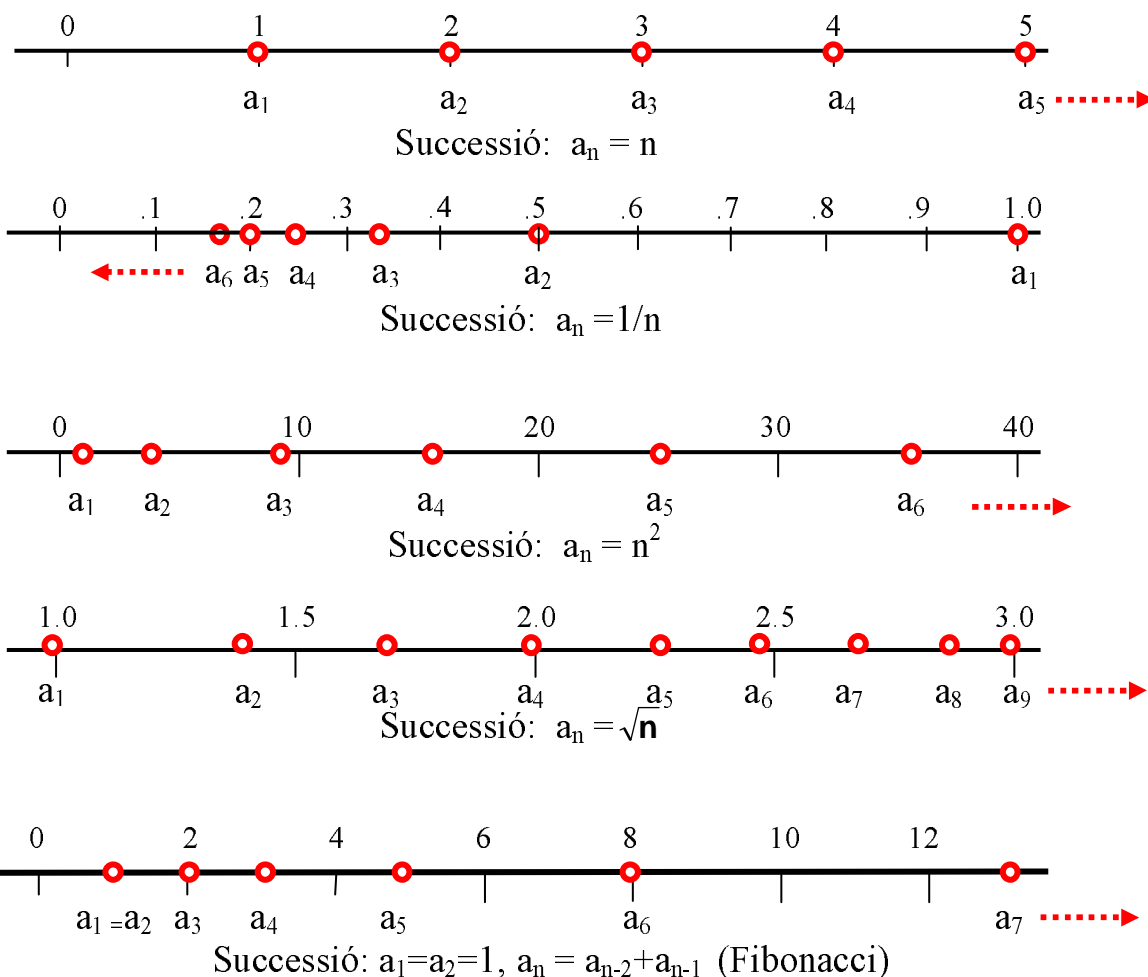 0 1 2 3 4 5
a₁ a₂ a₃ a₄ a₅
Successió: aₙ = n
0 .1 .2 .3 .4 .5 .6 .7 .8 .9 1.0
a₆ a₅ a₄ a₃ a₂ a₁
Successió: aₙ =1/n
0 10 20 30 40
a₁ a₂ a₃ a₄ a₅ a₆
Successió: aₙ = n²
1.0 1.5 2.0 2.5 3.0
a₁ a₂ a₃ a₄ a₅ a₆ a₇ a₈ a₉
Successió: aₙ = √n
0 2 4 6 8 10 12
a₁ =a₂ a₃ a₄ a₅ a₆ a₇
Successió: a₁=a₂=1, aₙ = aₙ₋₂+aₙ₋₁ (Fibonacci)